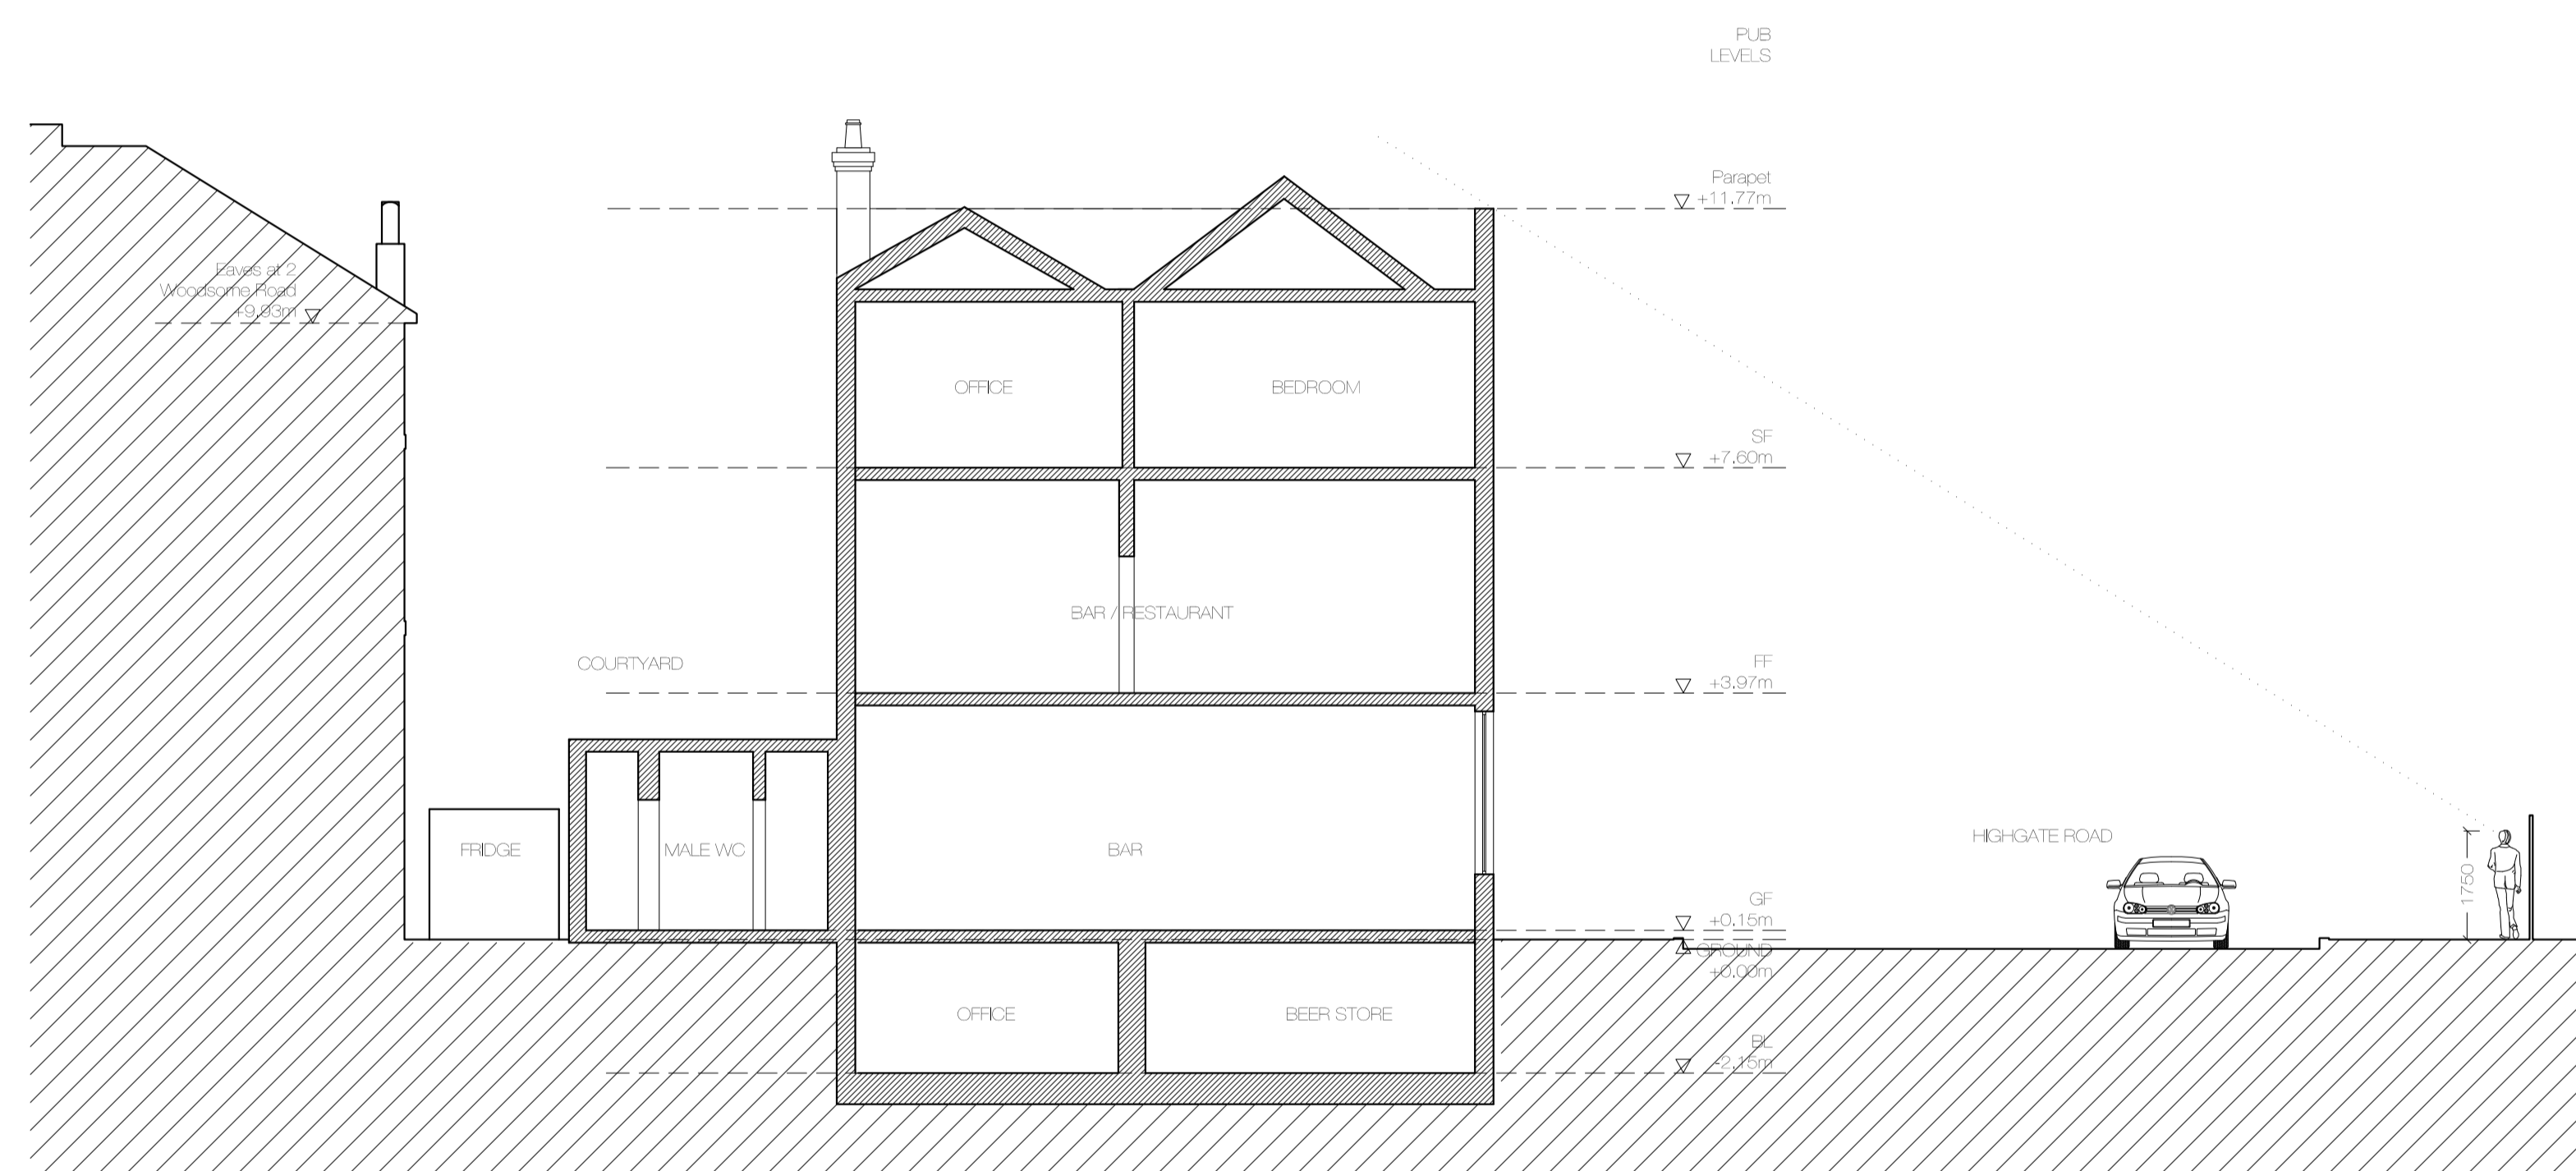 PUB
LEVELS
Parapet
+11.77m
Eaves at 2
Woodsome Road
+9.93m
OFFICE
BEDROOM
SF
+7.60m
BAR / RESTAURANT
COURTYARD
FF
+3.97m
FRIDGE
MALE WC
BAR
HIGHGATE ROAD
1750
GF
+0.15m
GROUND
+0.00m
OFFICE
BEER STORE
BL
-2.15m